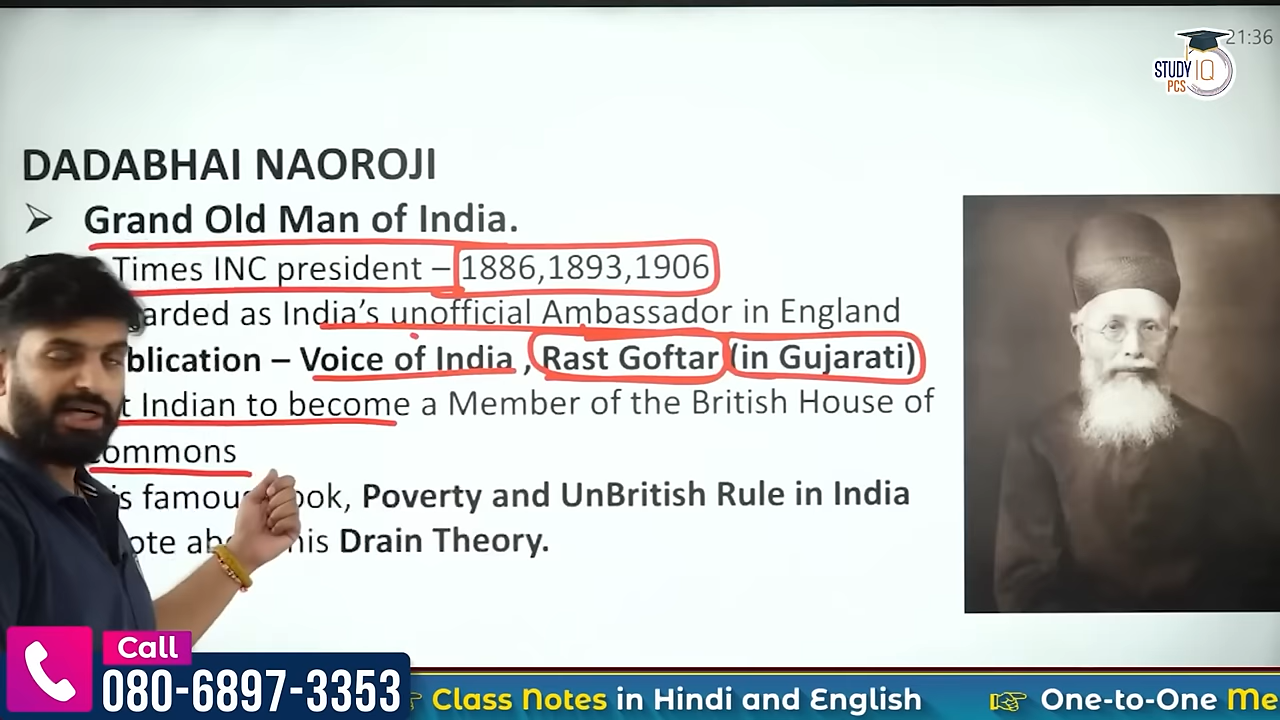 21:36
STUDY IQ
PCS
DADABHAI NAOROJI
➢ Grand Old Man of India.
Times INC president – 1886,1893,1906
arded as India's unofficial Ambassador in England
blication – Voice of India , Rast Goftar (in Gujarati)
t Indian to become a Member of the British House of
ommons
is famous ook, Poverty and UnBritish Rule in India
ote ab his Drain Theory.
Call
080-6897-3353
☞ Class Notes in Hindi and English ☞ One-to-One Me